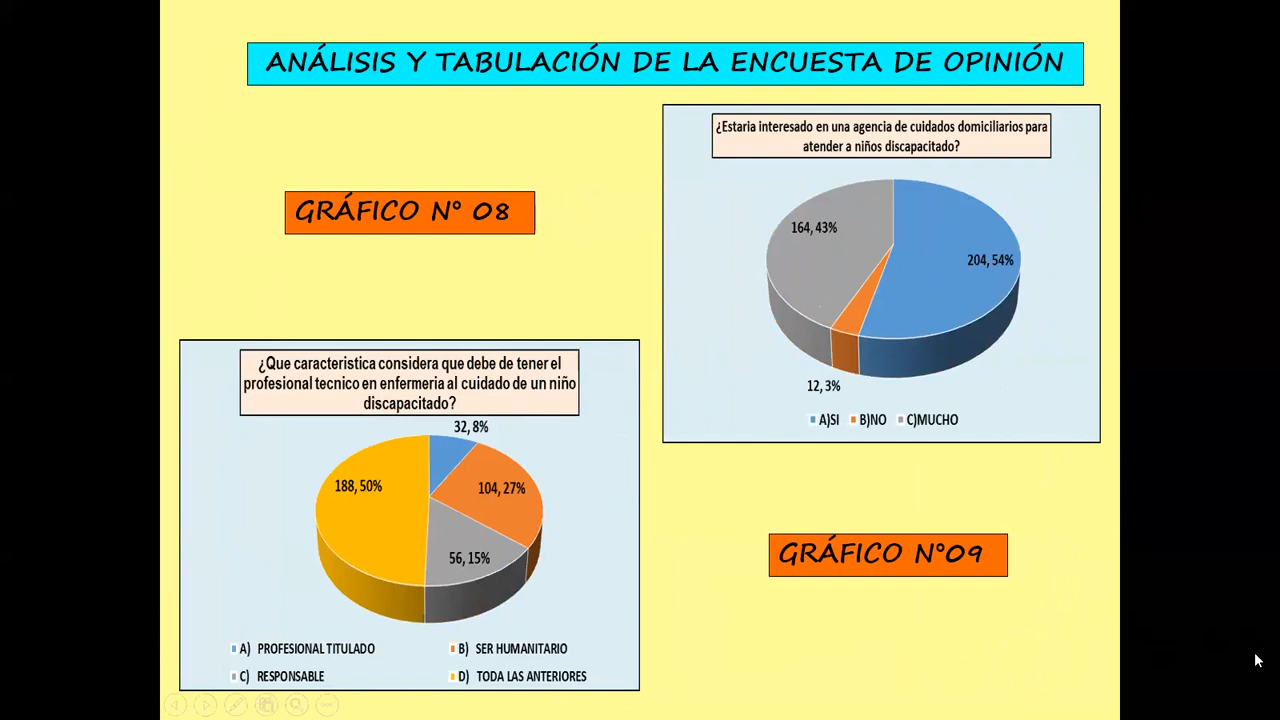 ANÁLISIS Y TABULACIÓN DE LA ENCUESTA DE OPINIÓN
GRÁFICO N° 08
¿Que caracteristica considera que debe de tener el
profesional tecnico en enfermeria al cuidado de un niño
discapacitado?
32, 8%
188, 50%
104, 27%
56, 15%
A) PROFESIONAL TITULADO
B) SER HUMANITARIO
C) RESPONSABLE
D) TODA LAS ANTERIORES
¿Estaria interesado en una agencia de cuidados domiciliarios para
atender a niños discapacitado?
164, 43%
204, 54%
12, 3%
A)SI B)NO C)MUCHO
GRÁFICO N°09